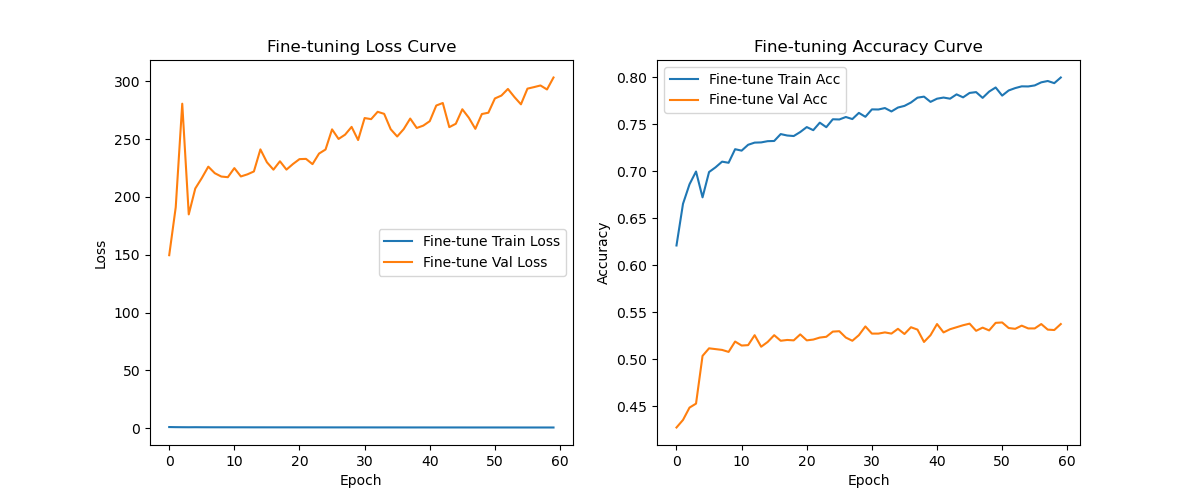 Fine-tuning Loss Curve
300
250
200
150
100
50
0
Loss
Fine-tune Train Loss
Fine-tune Val Loss
0 10 20 30 40 50 60
Epoch
Fine-tuning Accuracy Curve
0.80
0.75
0.70
0.65
0.60
0.55
0.50
0.45
Accuracy
Fine-tune Train Acc
Fine-tune Val Acc
0 10 20 30 40 50 60
Epoch